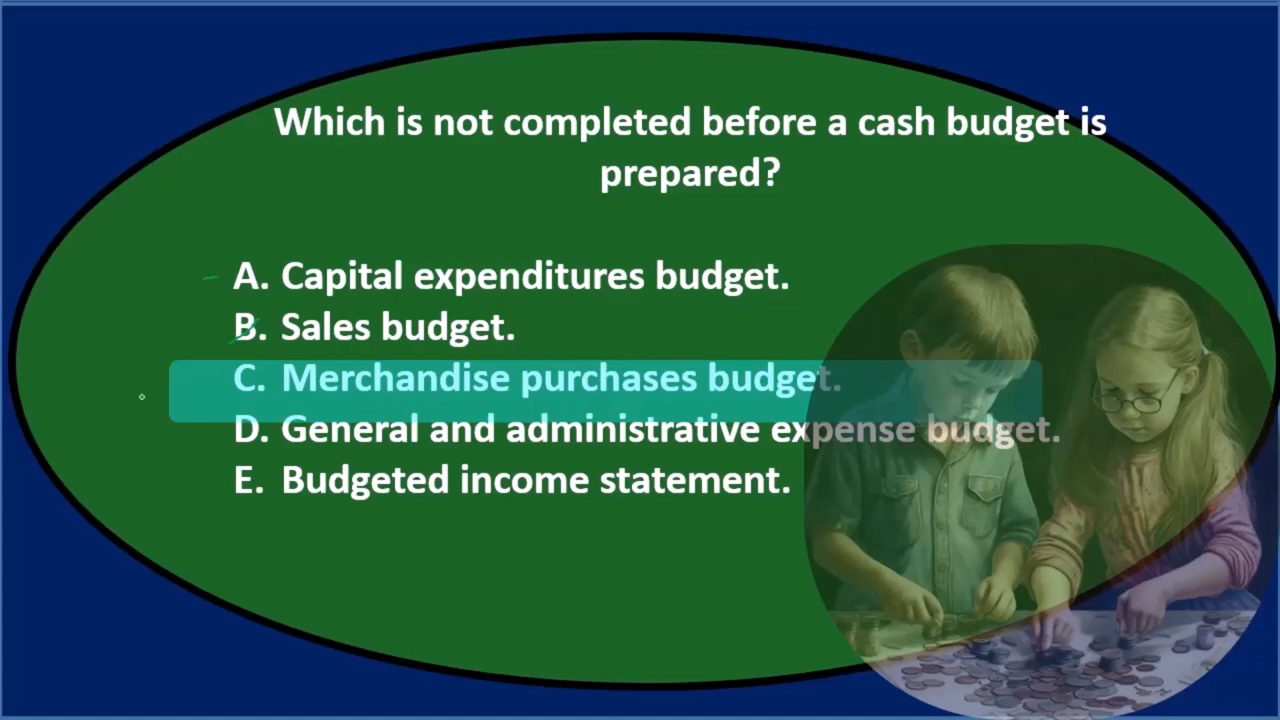 Which is not completed before a cash budget is
prepared?
A. Capital expenditures budget.
B. Sales budget.
C. Merchandise purchases budget.
D. General and administrative expense budget.
E. Budgeted income statement.